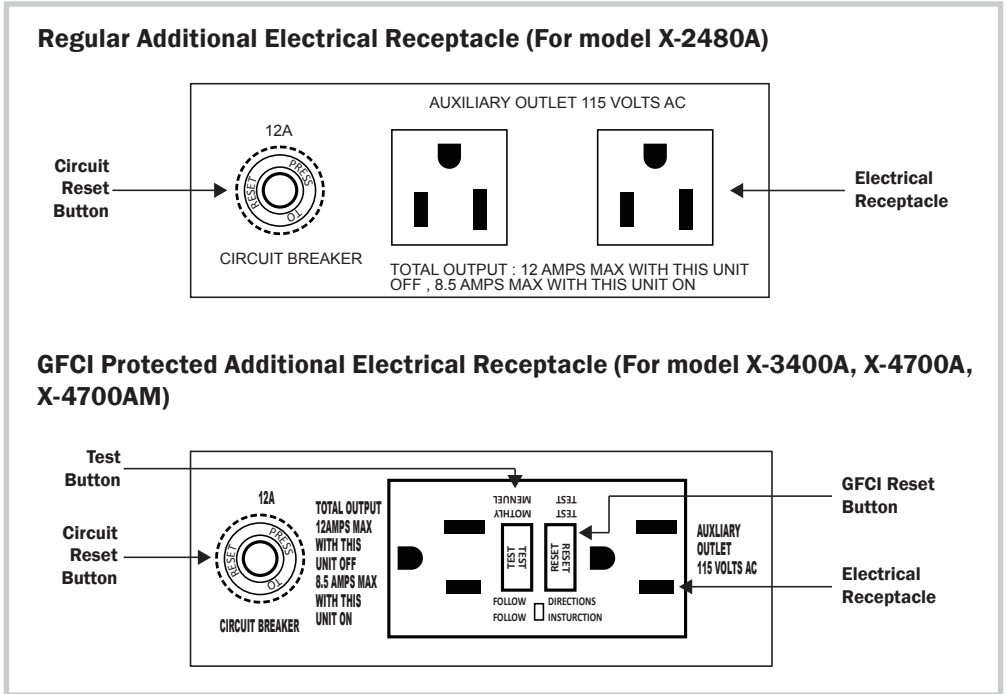 Regular Additional Electrical Receptacle (For model X-2480A)
AUXILIARY OUTLET 115 VOLTS AC
12A
PRESS
TO
RESET
Circuit
Reset
Button
Electrical
Receptacle
CIRCUIT BREAKER
TOTAL OUTPUT : 12 AMPS MAX WITH THIS UNIT
OFF , 8.5 AMPS MAX WITH THIS UNIT ON
GFCI Protected Additional Electrical Receptacle (For model X-3400A, X-4700A,
X-4700AM)
Test
Button
Circuit
Reset
Button
12A
PRESS
TO
RESET
CIRCUIT BREAKER
TOTAL OUTPUT
12AMPS MAX
WITH THIS
UNIT OFF
8.5 AMPS MAX
WITH THIS
UNIT ON
MENUEL
MOTHLY
TEST
TEST
TEST
TEST
RESET
RESET
FOLLOW
DIRECTIONS
FOLLOW
INSTURCTION
AUXLIARY
OUTLET
115 VOLTS AC
GFCI Reset
Button
Electrical
Receptacle